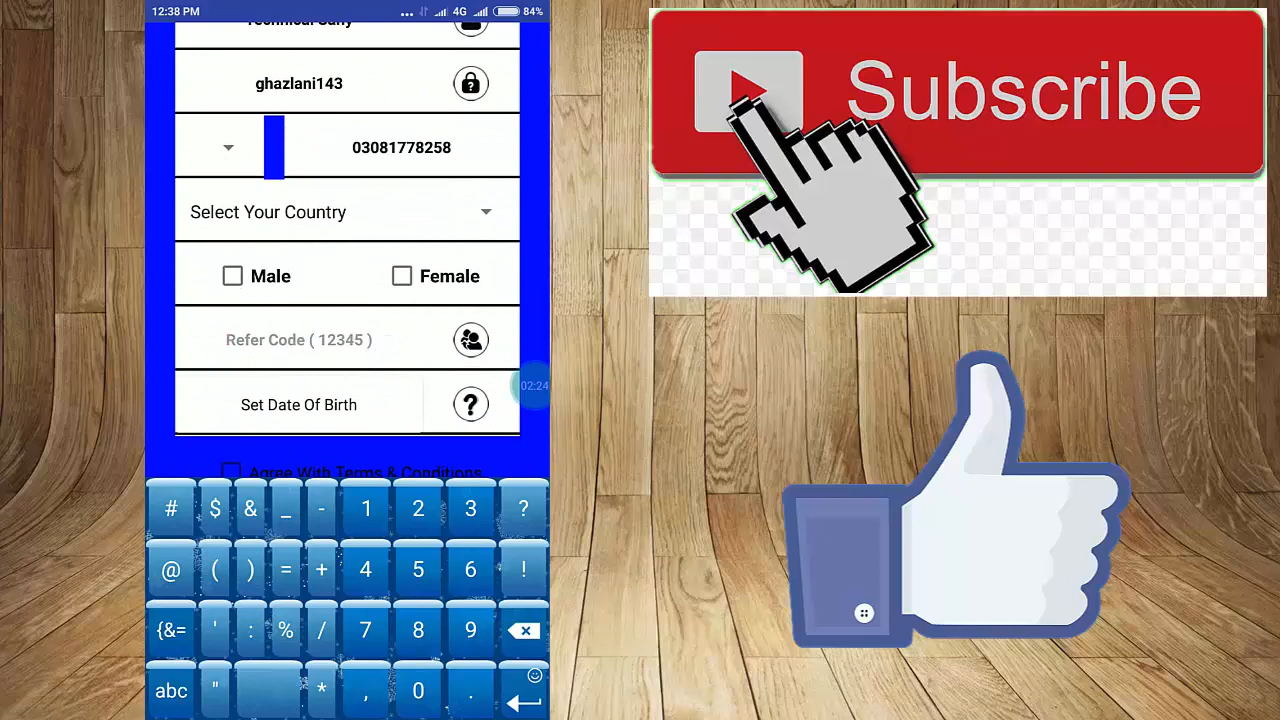 12:38 PM ... 4G 84%
Technical
ghazlani143
03081778258
Select Your Country
Male Female
Refer Code ( 12345 )
02:24
Set Date Of Birth
Agree With Terms & Conditions
# $ & _ - 1 2 3 ?
@ ( ) = + 4 5 6 !
{&= ' : % / 7 8 9
abc " * , 0 .
Subscribe